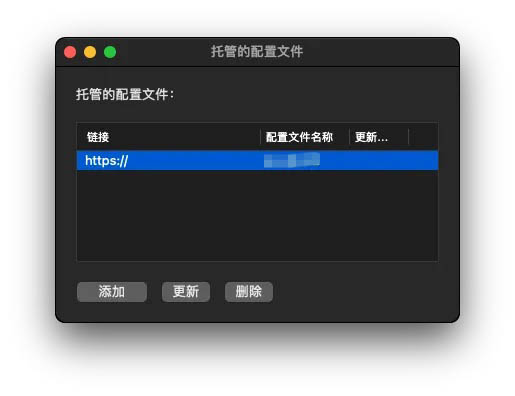 托管的配置文件
托管的配置文件:
链接 配置文件名称 更新...
https://
添加 更新 删除